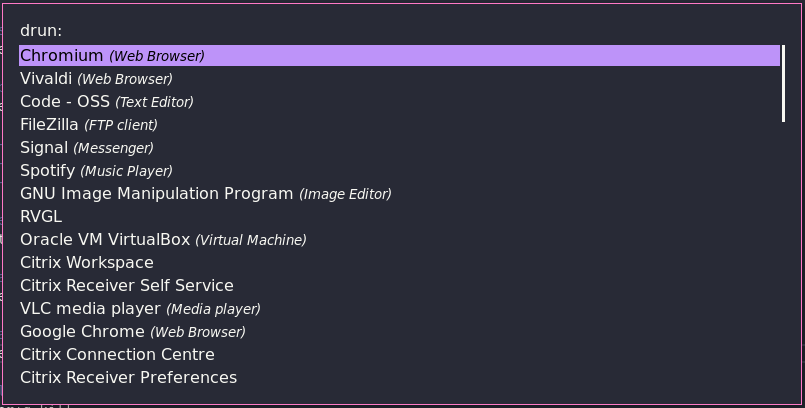 drun:
Chromium (Web Browser)
Vivaldi (Web Browser)
Code - OSS (Text Editor)
FileZilla (FTP client)
Signal (Messenger)
Spotify (Music Player)
GNU Image Manipulation Program (Image Editor)
RVGL
Oracle VM VirtualBox (Virtual Machine)
Citrix Workspace
Citrix Receiver Self Service
VLC media player (Media player)
Google Chrome (Web Browser)
Citrix Connection Centre
Citrix Receiver Preferences